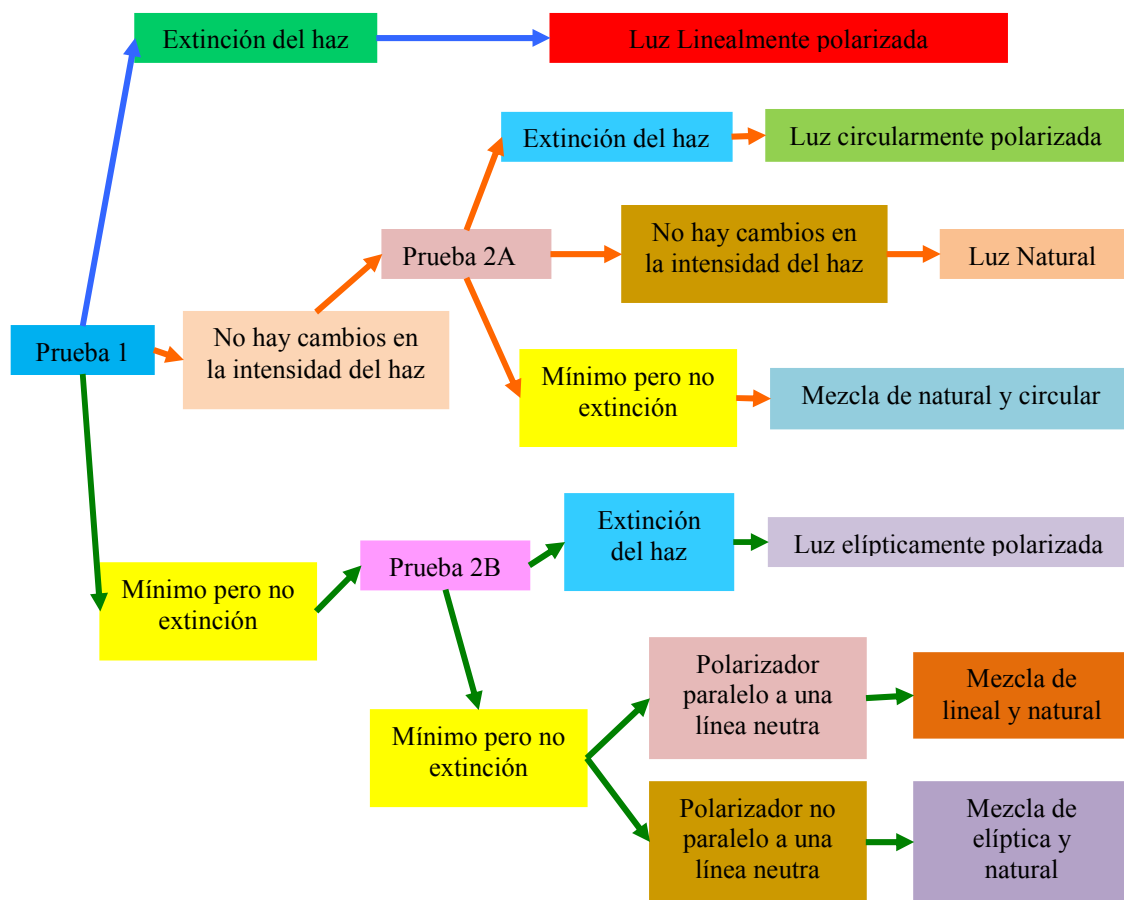 Extinción del haz
Luz Linealmente polarizada
Extinción del haz
Luz circularmente polarizada
Prueba 2A
No hay cambios en
la intensidad del haz
Luz Natural
Prueba 1
No hay cambios en
la intensidad del haz
Mínimo pero no
extinción
Mezcla de natural y circular
Mínimo pero no
extinción
Prueba 2B
Extinción
del haz
Luz elípticamente polarizada
Mínimo pero no
extinción
Polarizador
paralelo a una
línea neutra
Mezcla de
lineal y natural
Polarizador no
paralelo a una
línea neutra
Mezcla de
elíptica y
natural